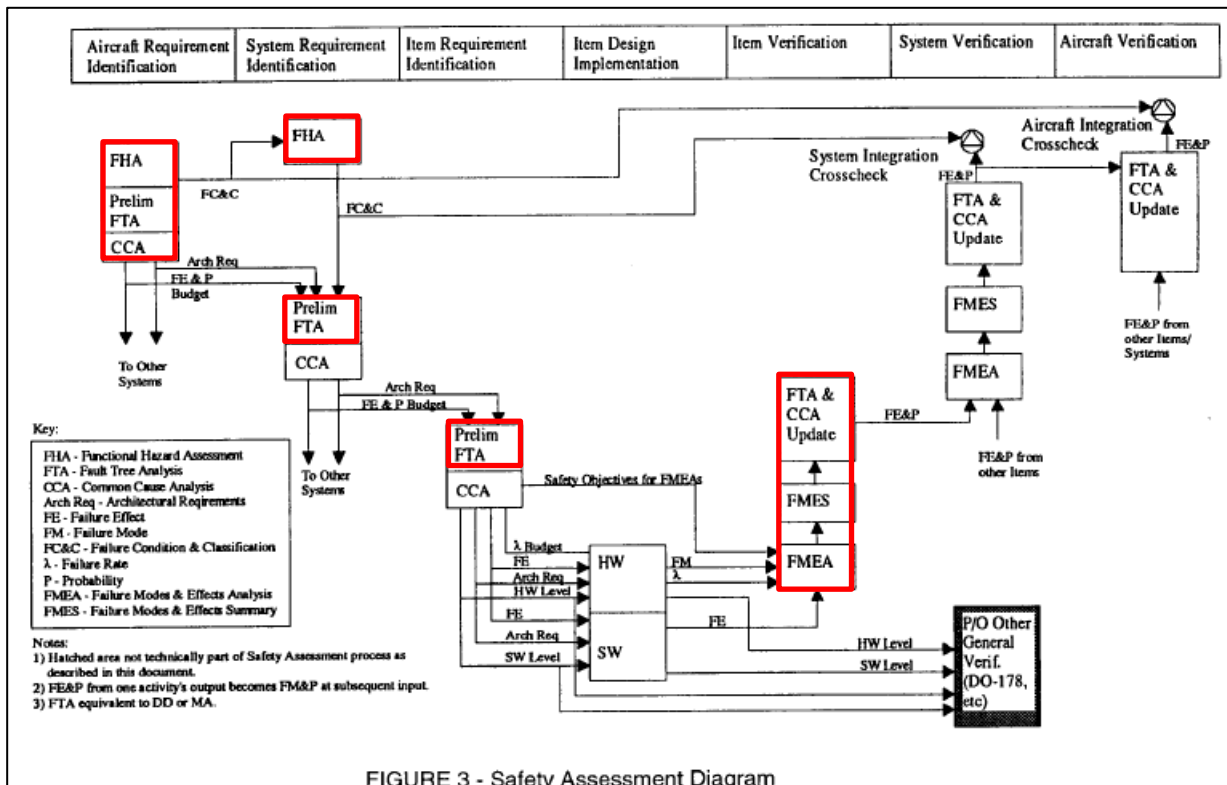 Aircraft Requirement
Identification
System Requirement
Identification
Item Requirement
Identification
Item Design
Implementation
Item Verification
System Verification
Aircraft Verification
FHA
Prelim
FTA
CCA
FHA
FC&C
FC&C
System Integration
Crosscheck
Aircraft Integration
Crosscheck
FE&P
FE&P
FTA &
CCA
Update
FTA &
CCA
Update
Arch Req
FE & P
Budget
To Other
Systems
Prelim
FTA
CCA
FMES
FMEA
FE&P from
other Items/
Systems
FE&P from
other Items
Arch Req
FE & P Budget
To Other
Systems
Prelim
FTA
CCA
FTA &
CCA
Update
FE&P
FMES
FMEA
Safety Objectives for FMEAs
λ Budget
FE
Arch Req
HW Level
FE
Arch Req
SW Level
HW
SW
FM
λ
FE
HW Level
SW Level
P/O Other
General
Verif.
(DO-178,
etc)
Key:
FHA - Functional Hazard Assessment
FTA - Fault Tree Analysis
CCA - Common Cause Analysis
Arch Req - Architectural Reqirements
FE - Failure Effect
FM - Failure Mode
FC&C - Failure Condition & Classification
λ - Failure Rate
P - Probability
FMEA - Failure Modes & Effects Analysis
FMES - Failure Modes & Effects Summary
Notes:
1) Hatched area not technically part of Safety Assessment process as
described in this document.
2) FE&P from one activity's output becomes FM&P at subsequent input.
3) FTA equivalent to DD or MA.
FIGURE 3 - Safety Assessment Diagram